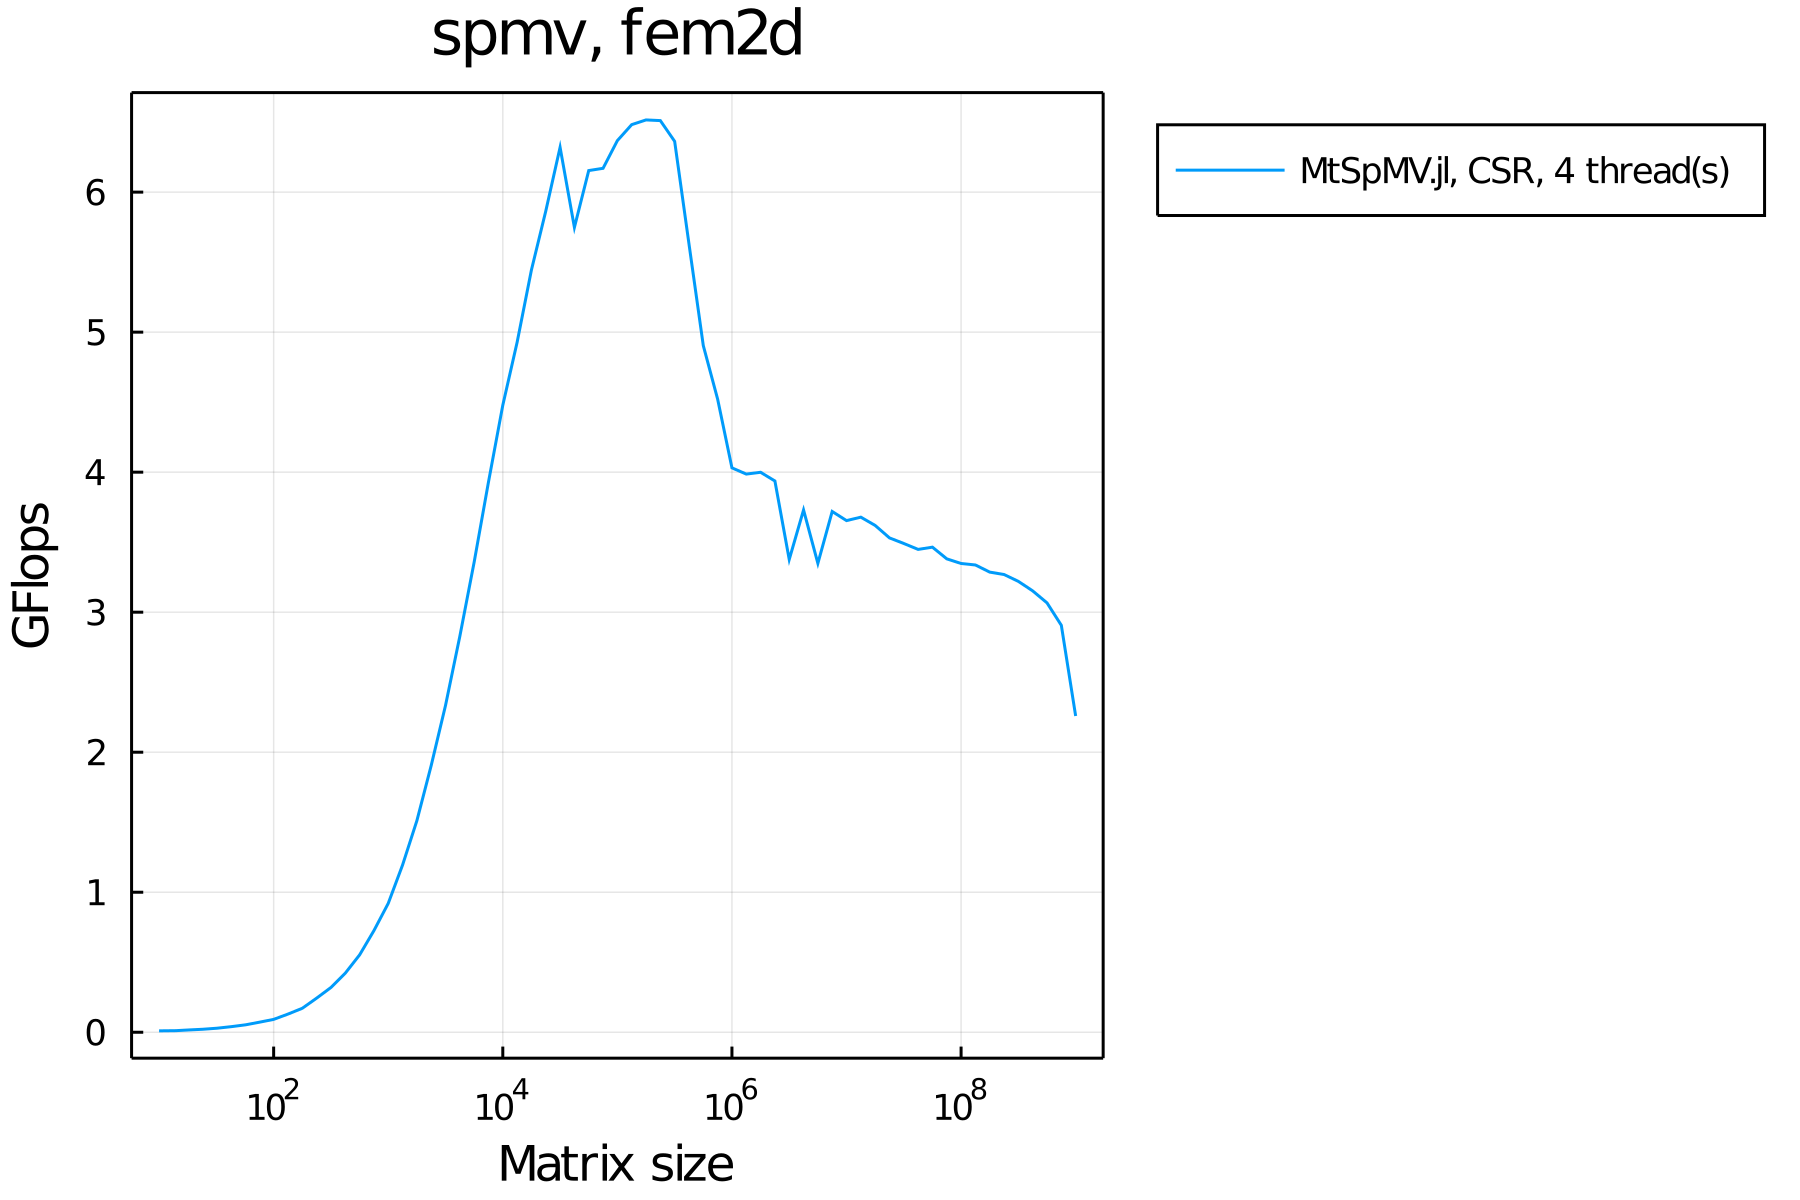 spmv, fem2d
MtSpMV.jl, CSR, 4 thread(s)
GFlops
6
5
4
3
2
1
0
10^2 10^4 10^6 10^8
Matrix size